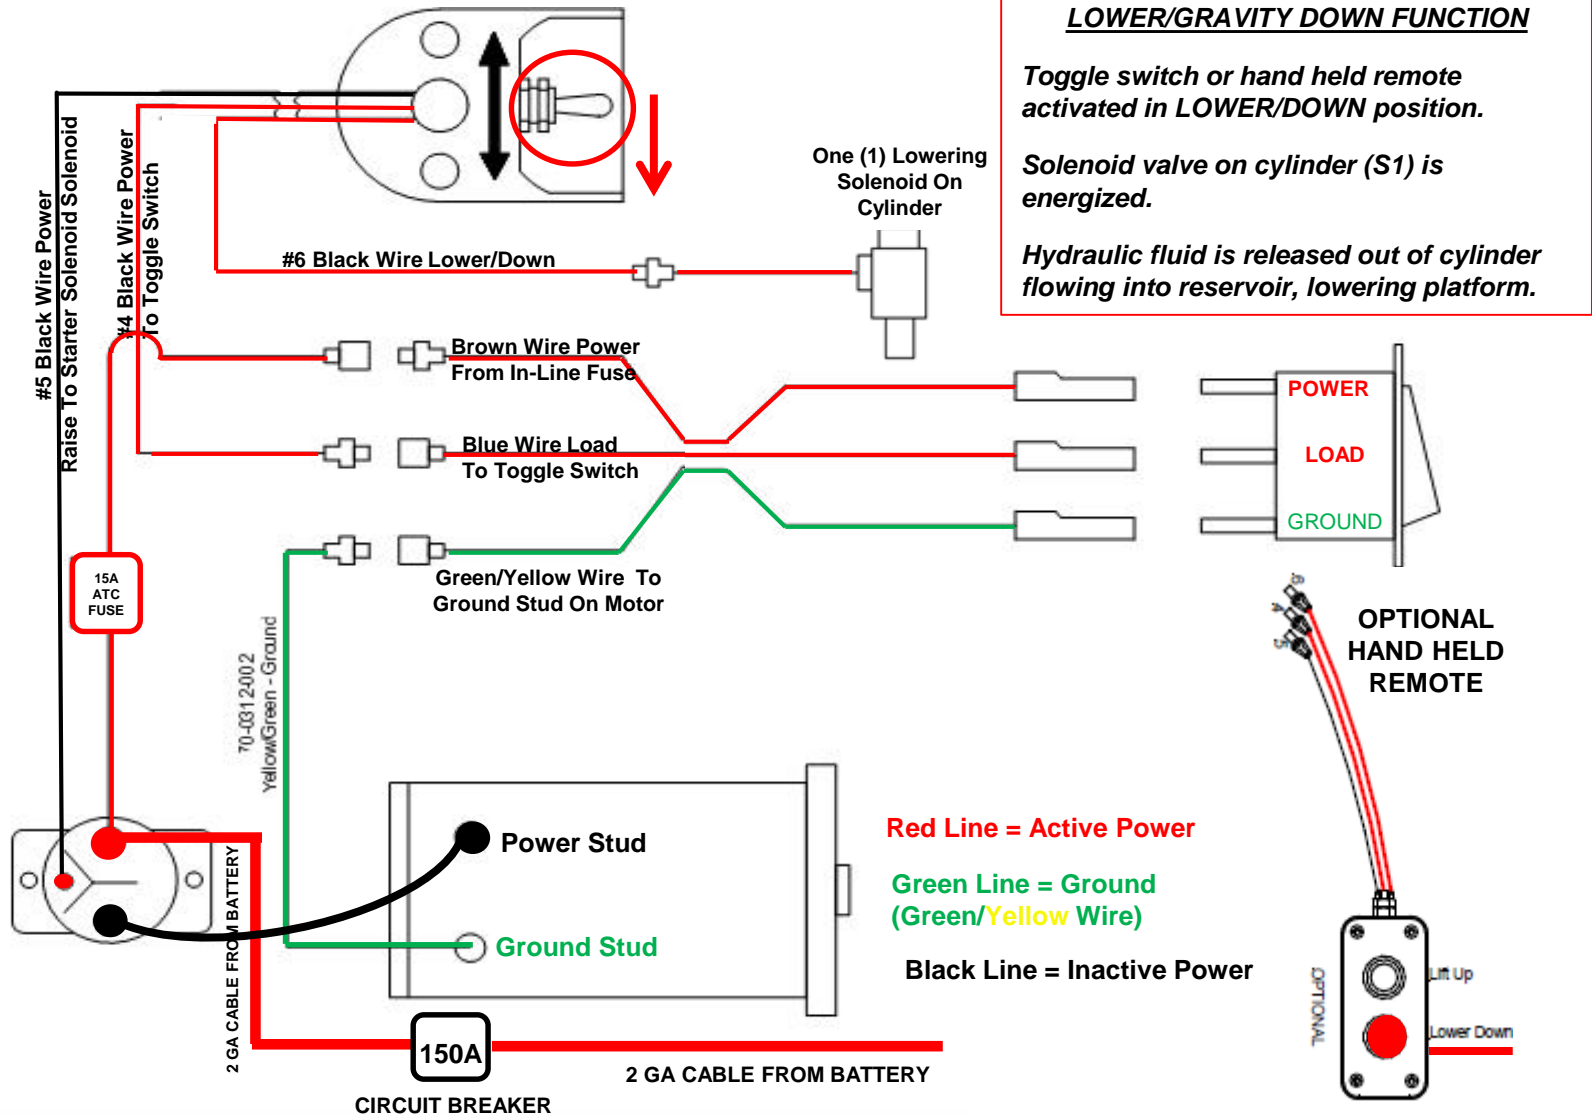 LOWER/GRAVITY DOWN FUNCTION
Toggle switch or hand held remote
activated in LOWER/DOWN position.
Solenoid valve on cylinder (S1) is
energized.
Hydraulic fluid is released out of cylinder
flowing into reservoir, lowering platform.
One (1) Lowering
Solenoid On
Cylinder
#5 Black Wire Power
Raise To Starter Solenoid Solenoid
#4 Black Wire Power
To Toggle Switch
#6 Black Wire Lower/Down
Brown Wire Power
From In-Line Fuse
Blue Wire Load
To Toggle Switch
Green/Yellow Wire To
Ground Stud On Motor
POWER
LOAD
GROUND
15A
ATC
FUSE
70-0312-002
Yellow/Green - Ground
OPTIONAL
HAND HELD
REMOTE
Power Stud
Ground Stud
Red Line = Active Power
Green Line = Ground
(Green/Yellow Wire)
Black Line = Inactive Power
2 GA CABLE FROM BATTERY
150A
2 GA CABLE FROM BATTERY
CIRCUIT BREAKER
OPTIONAL
Lift Up
Lower Down